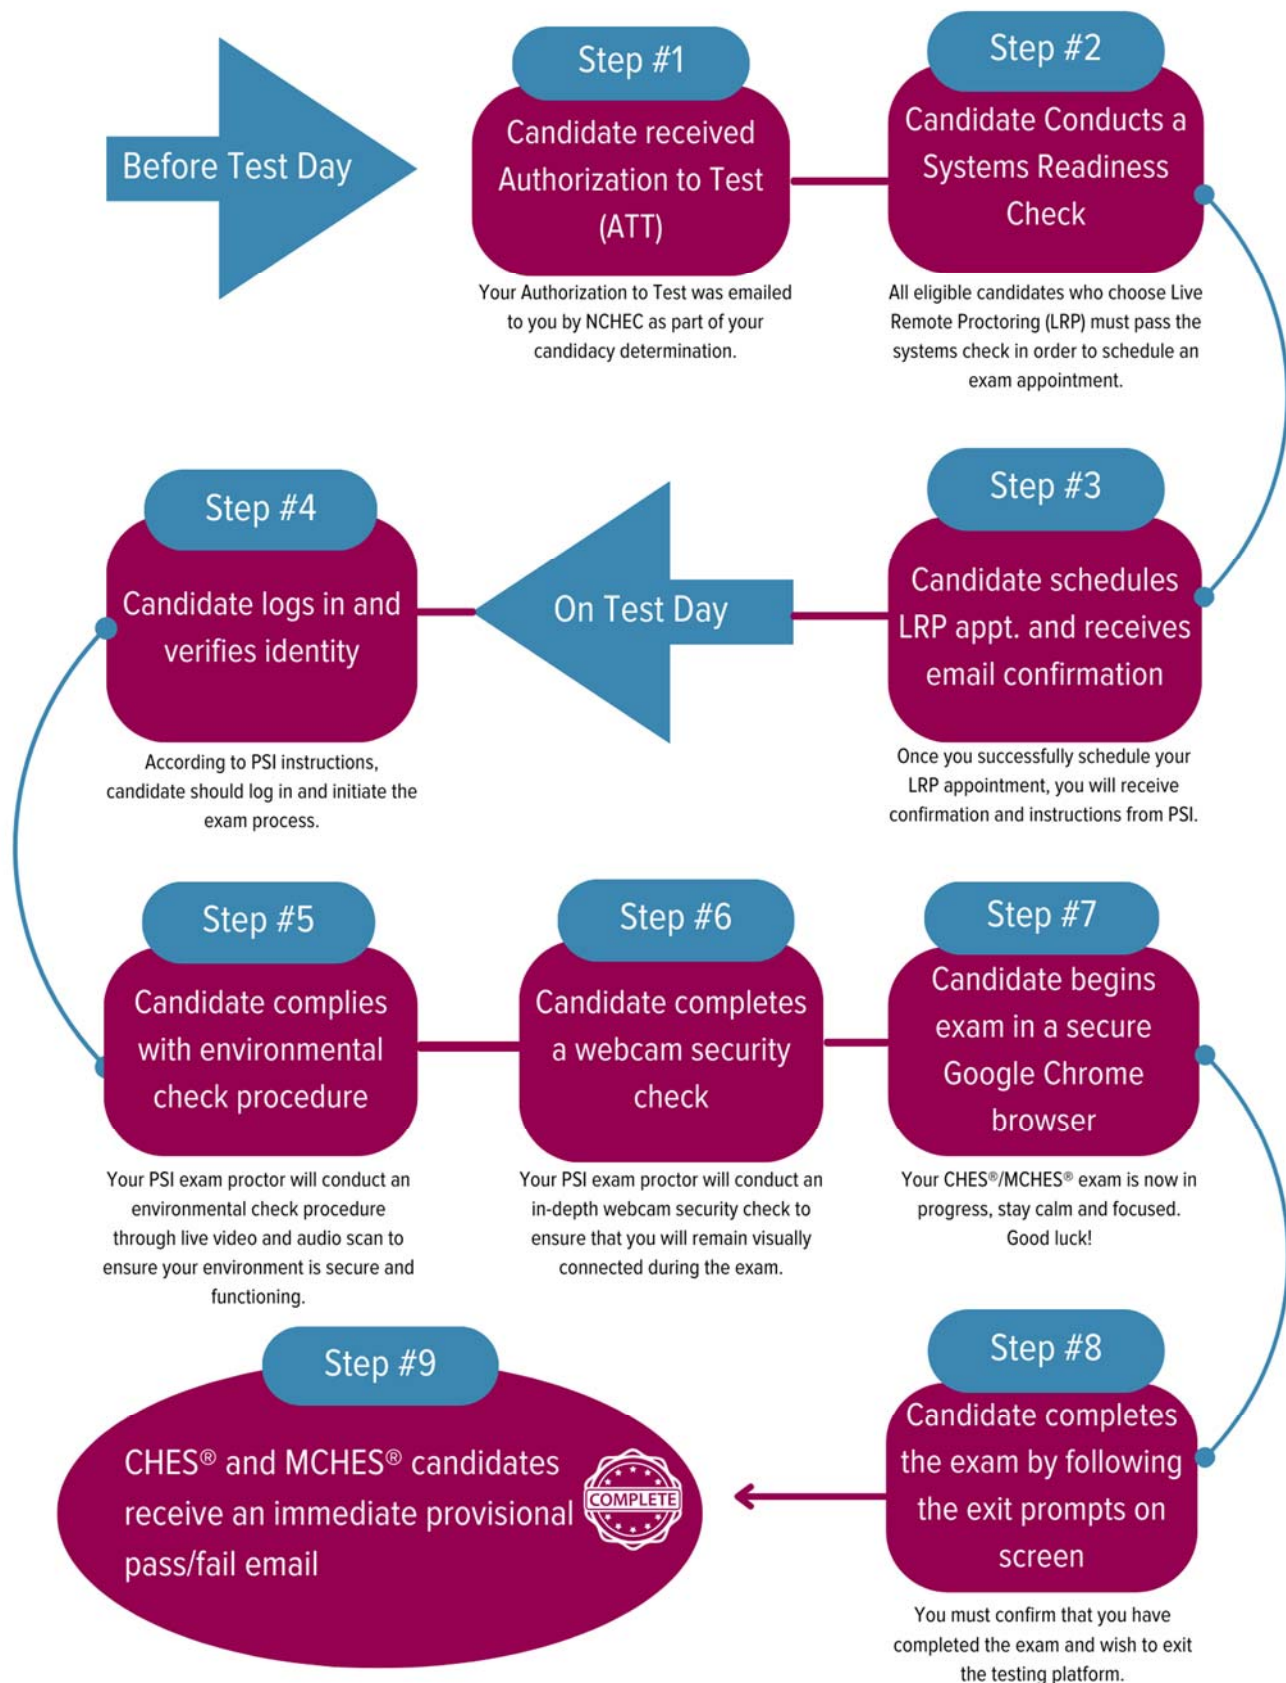 Before Test Day
Step #1
Candidate received
Authorization to Test
(ATT)
Your Authorization to Test was emailed
to you by NCHEC as part of your
candidacy determination.
Step #2
Candidate Conducts a
Systems Readiness
Check
All eligible candidates who choose Live
Remote Proctoring (LRP) must pass the
systems check in order to schedule an
exam appointment.
Step #3
Candidate schedules
LRP appt. and receives
email confirmation
Once you successfully schedule your
LRP appointment, you will receive
confirmation and instructions from PSI.
On Test Day
Step #4
Candidate logs in and
verifies identity
According to PSI instructions,
candidate should log in and initiate the
exam process.
Step #5
Candidate complies
with environmental
check procedure
Your PSI exam proctor will conduct an
environmental check procedure
through live video and audio scan to
ensure your environment is secure and
functioning.
Step #6
Candidate completes
a webcam security
check
Your PSI exam proctor will conduct an
in-depth webcam security check to
ensure that you will remain visually
connected during the exam.
Step #7
Candidate begins
exam in a secure
Google Chrome
browser
Your CHES®/MCHES® exam is now in
progress, stay calm and focused.
Good luck!
Step #8
Candidate completes
the exam by following
the exit prompts on
screen
You must confirm that you have
completed the exam and wish to exit
the testing platform.
Step #9
CHES® and MCHES® candidates
receive an immediate provisional
pass/fail email
COMPLETE